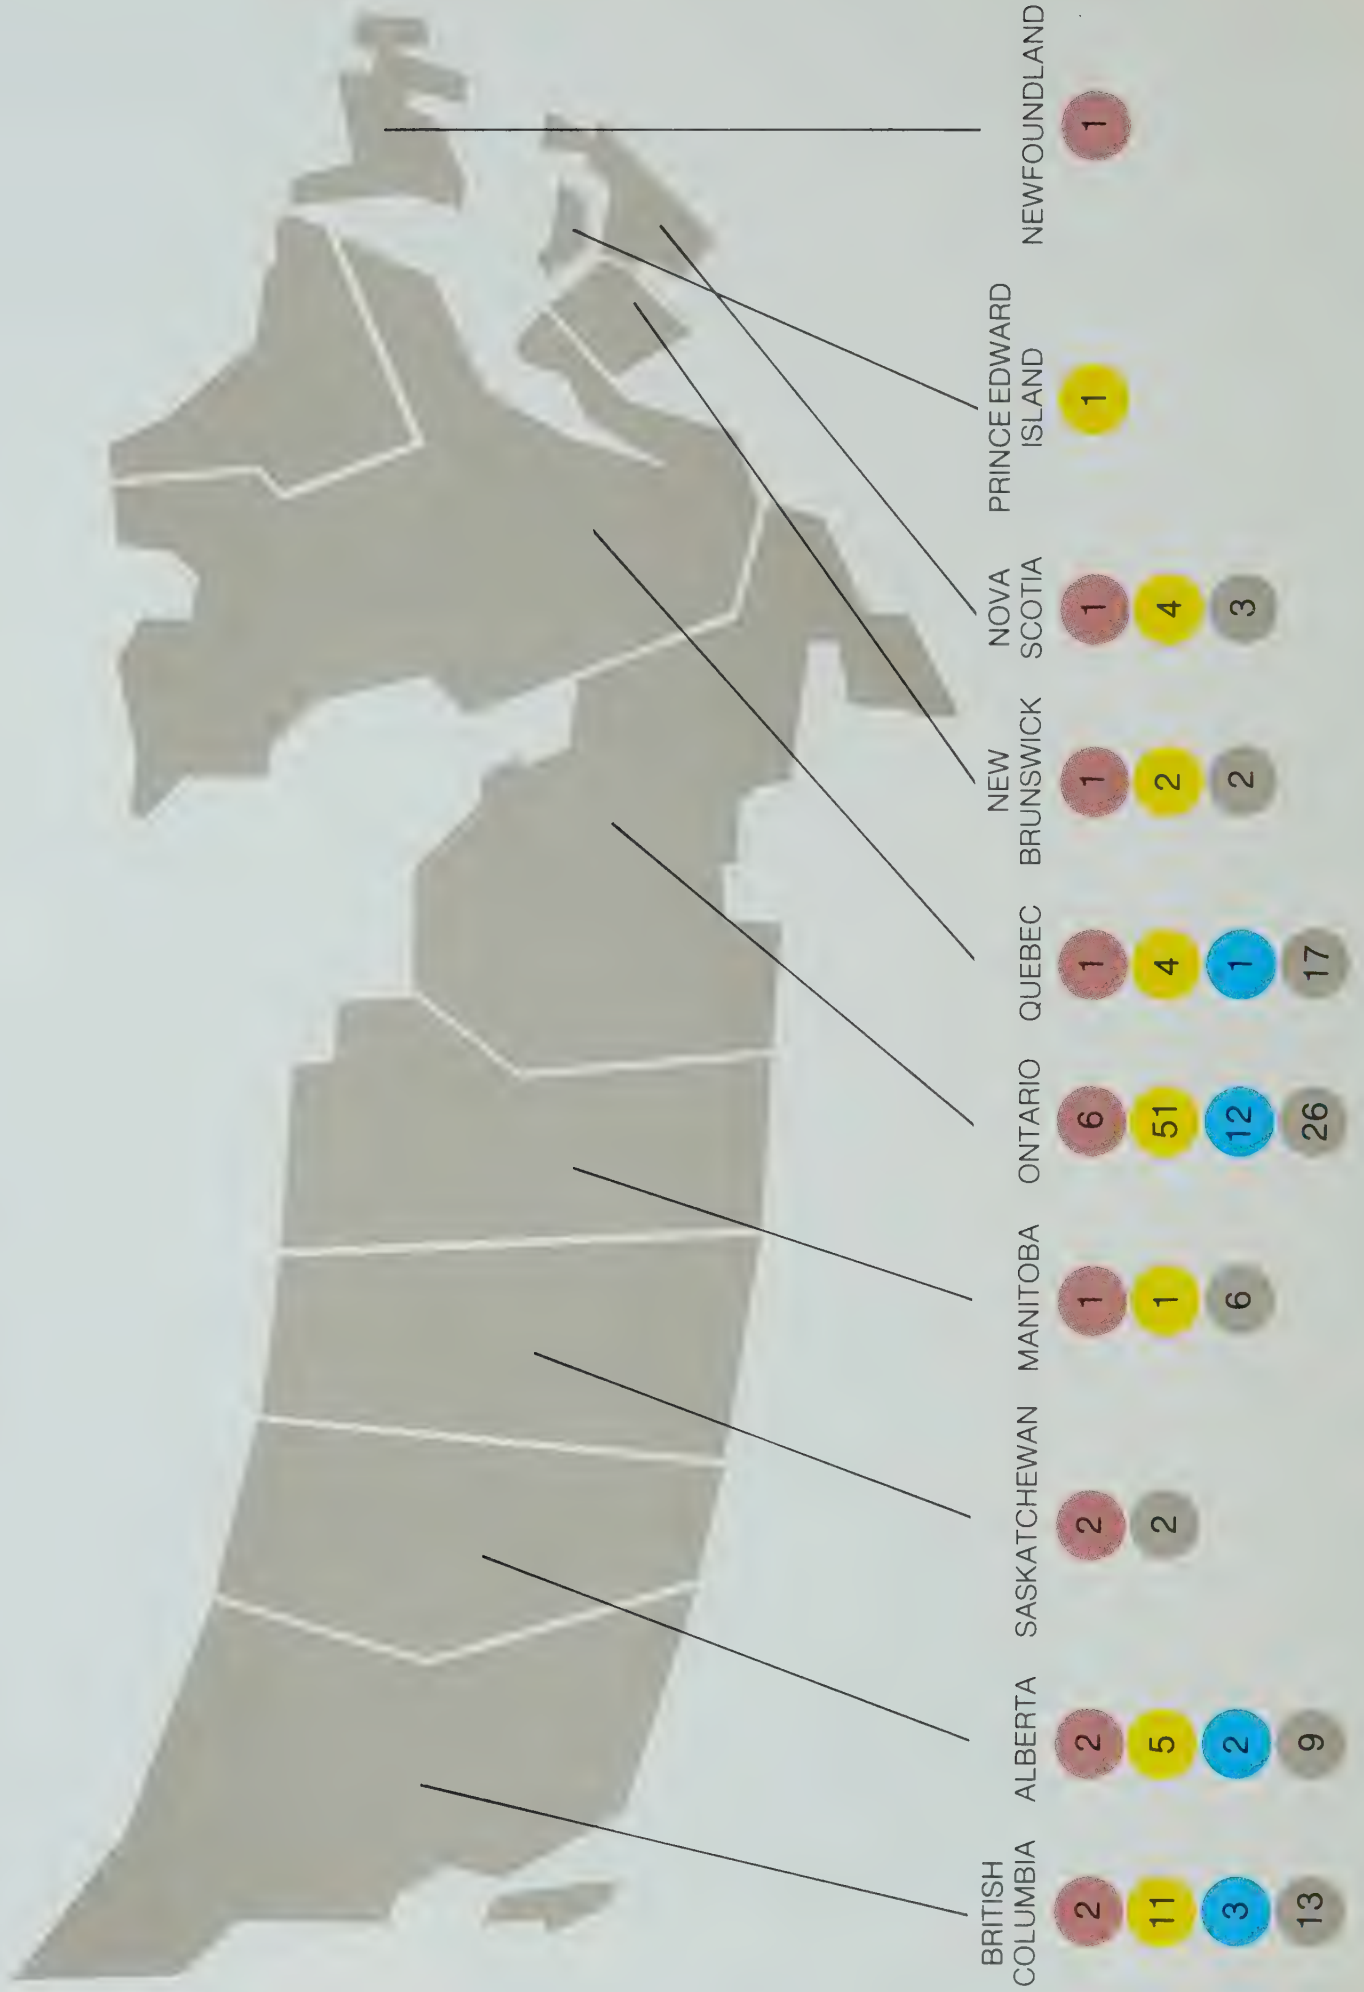 BRITISH
COLUMBIA
2
11
3
13
ALBERTA
2
5
2
9
SASKATCHEWAN
2
2
MANITOBA
1
1
6
ONTARIO
6
51
12
26
QUEBEC
1
4
1
17
NEW
BRUNSWICK
1
2
2
NOVA
SCOTIA
1
4
3
PRINCE EDWARD
ISLAND
1
NEWFOUNDLAND
1